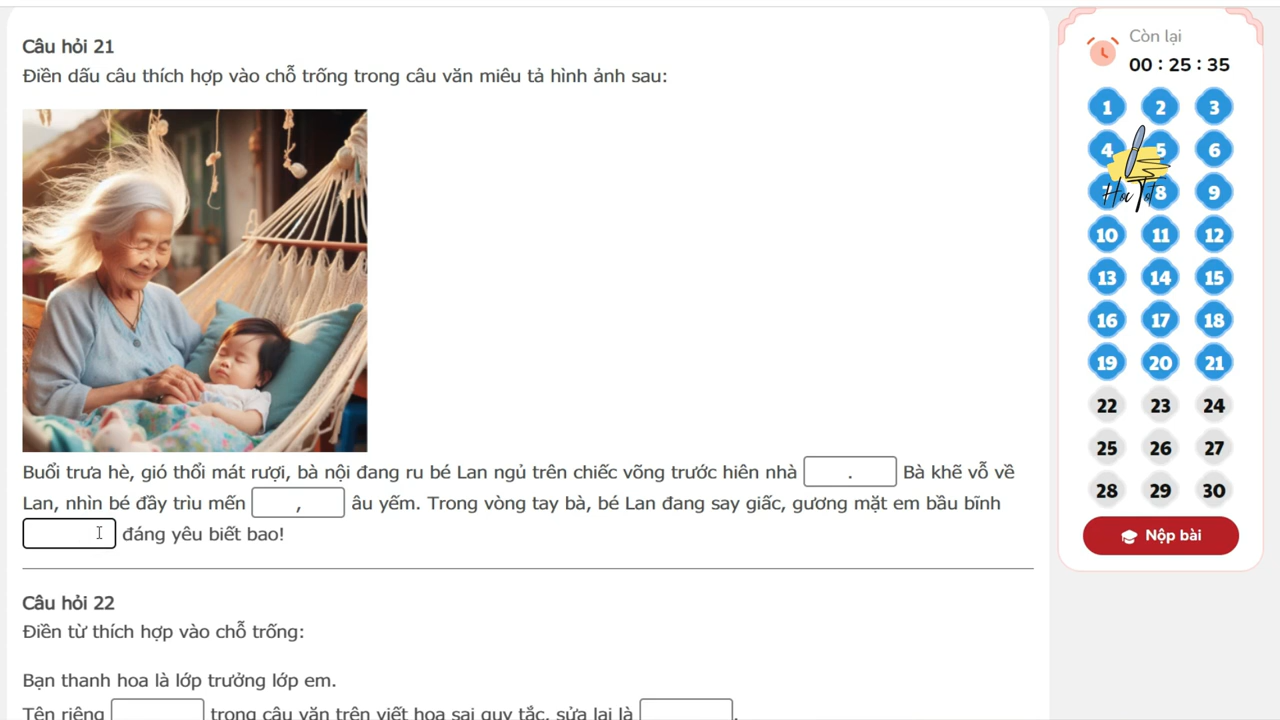 Câu hỏi 21
Điền dấu câu thích hợp vào chỗ trống trong câu văn miêu tả hình ảnh sau:
Buổi trưa hè, gió thổi mát rượi, bà nội đang ru bé Lan ngủ trên chiếc võng trước hiên nhà . Bà khẽ vỗ về
Lan, nhìn bé đầy trìu mến , âu yếm. Trong vòng tay bà, bé Lan đang say giấc, gương mặt em bầu bĩnh
đáng yêu biết bao!
Câu hỏi 22
Điền từ thích hợp vào chỗ trống:
Bạn thanh hoa là lớp trưởng lớp em.
Tên riêng trong câu văn trên viết hoa sai quy tắc, sửa lại là .
Còn lại
00 : 25 : 35
1 2 3
4 5 6
7 8 9
Học Tốt
10 11 12
13 14 15
16 17 18
19 20 21
22 23 24
25 26 27
28 29 30
Nộp bài